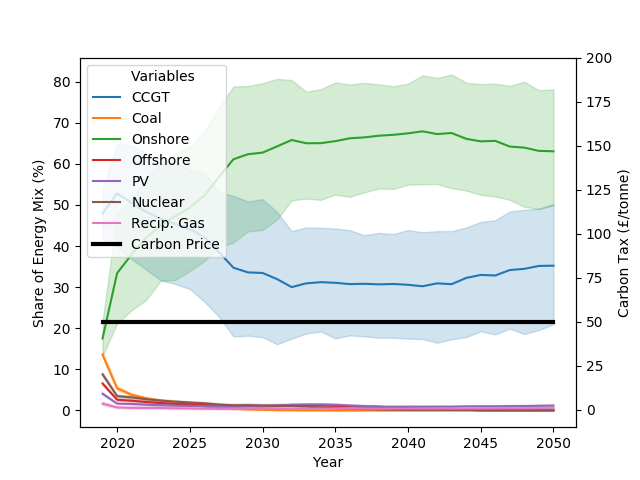 Variables
CCGT
Coal
Onshore
Offshore
PV
Nuclear
Recip. Gas
Carbon Price
Share of Energy Mix (%)
80
70
60
50
40
30
20
10
0
200
175
150
125
100
75
50
25
0
Carbon Tax (£/tonne)
2020 2025 2030 2035 2040 2045 2050
Year